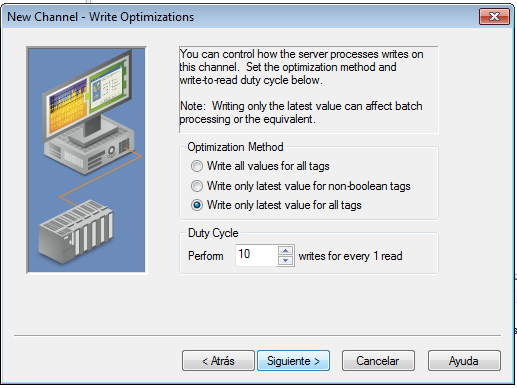 New Channel - Write Optimizations
You can control how the server processes writes on
this channel.  Set the optimization method and
write-to-read duty cycle below.
Note:  Writing only the latest value can affect batch
processing or the equivalent.
Optimization Method
Write all values for all tags
Write only latest value for non-boolean tags
Write only latest value for all tags
Duty Cycle
Perform 10 writes for every 1 read
< Atrás Siguiente > Cancelar Ayuda